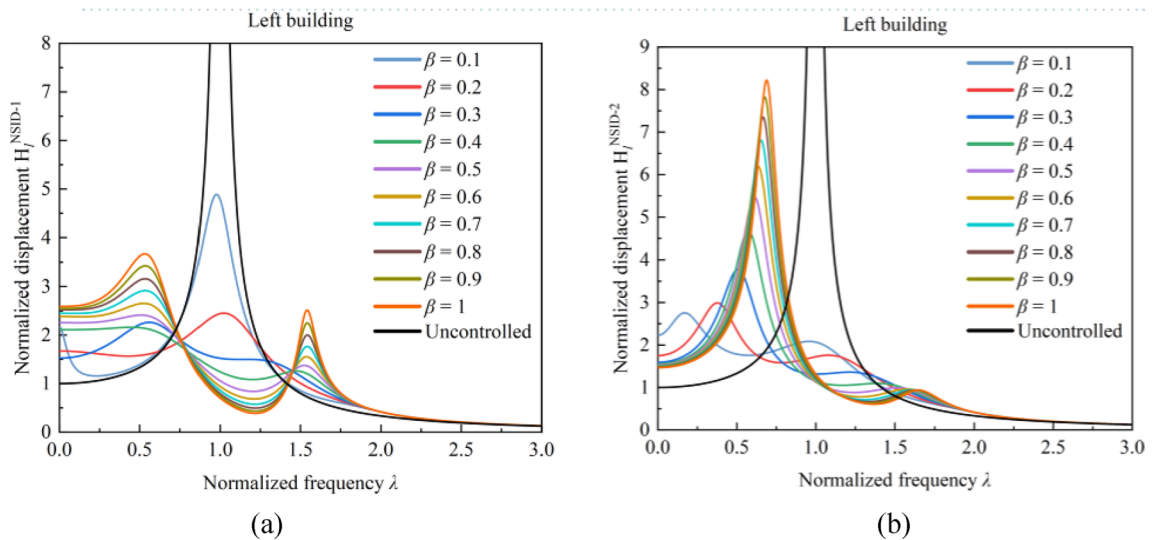 Left building
Normalized displacement H_l^NSID-1
8
7
6
5
4
3
2
1
0
0.0 0.5 1.0 1.5 2.0 2.5 3.0
Normalized frequency λ
β = 0.1
β = 0.2
β = 0.3
β = 0.4
β = 0.5
β = 0.6
β = 0.7
β = 0.8
β = 0.9
β = 1
Uncontrolled
(a)
Left building
Normalized displacement H_l^NSID-2
9
8
7
6
5
4
3
2
1
0
0.0 0.5 1.0 1.5 2.0 2.5 3.0
Normalized frequency λ
β = 0.1
β = 0.2
β = 0.3
β = 0.4
β = 0.5
β = 0.6
β = 0.7
β = 0.8
β = 0.9
β = 1
Uncontrolled
(b)